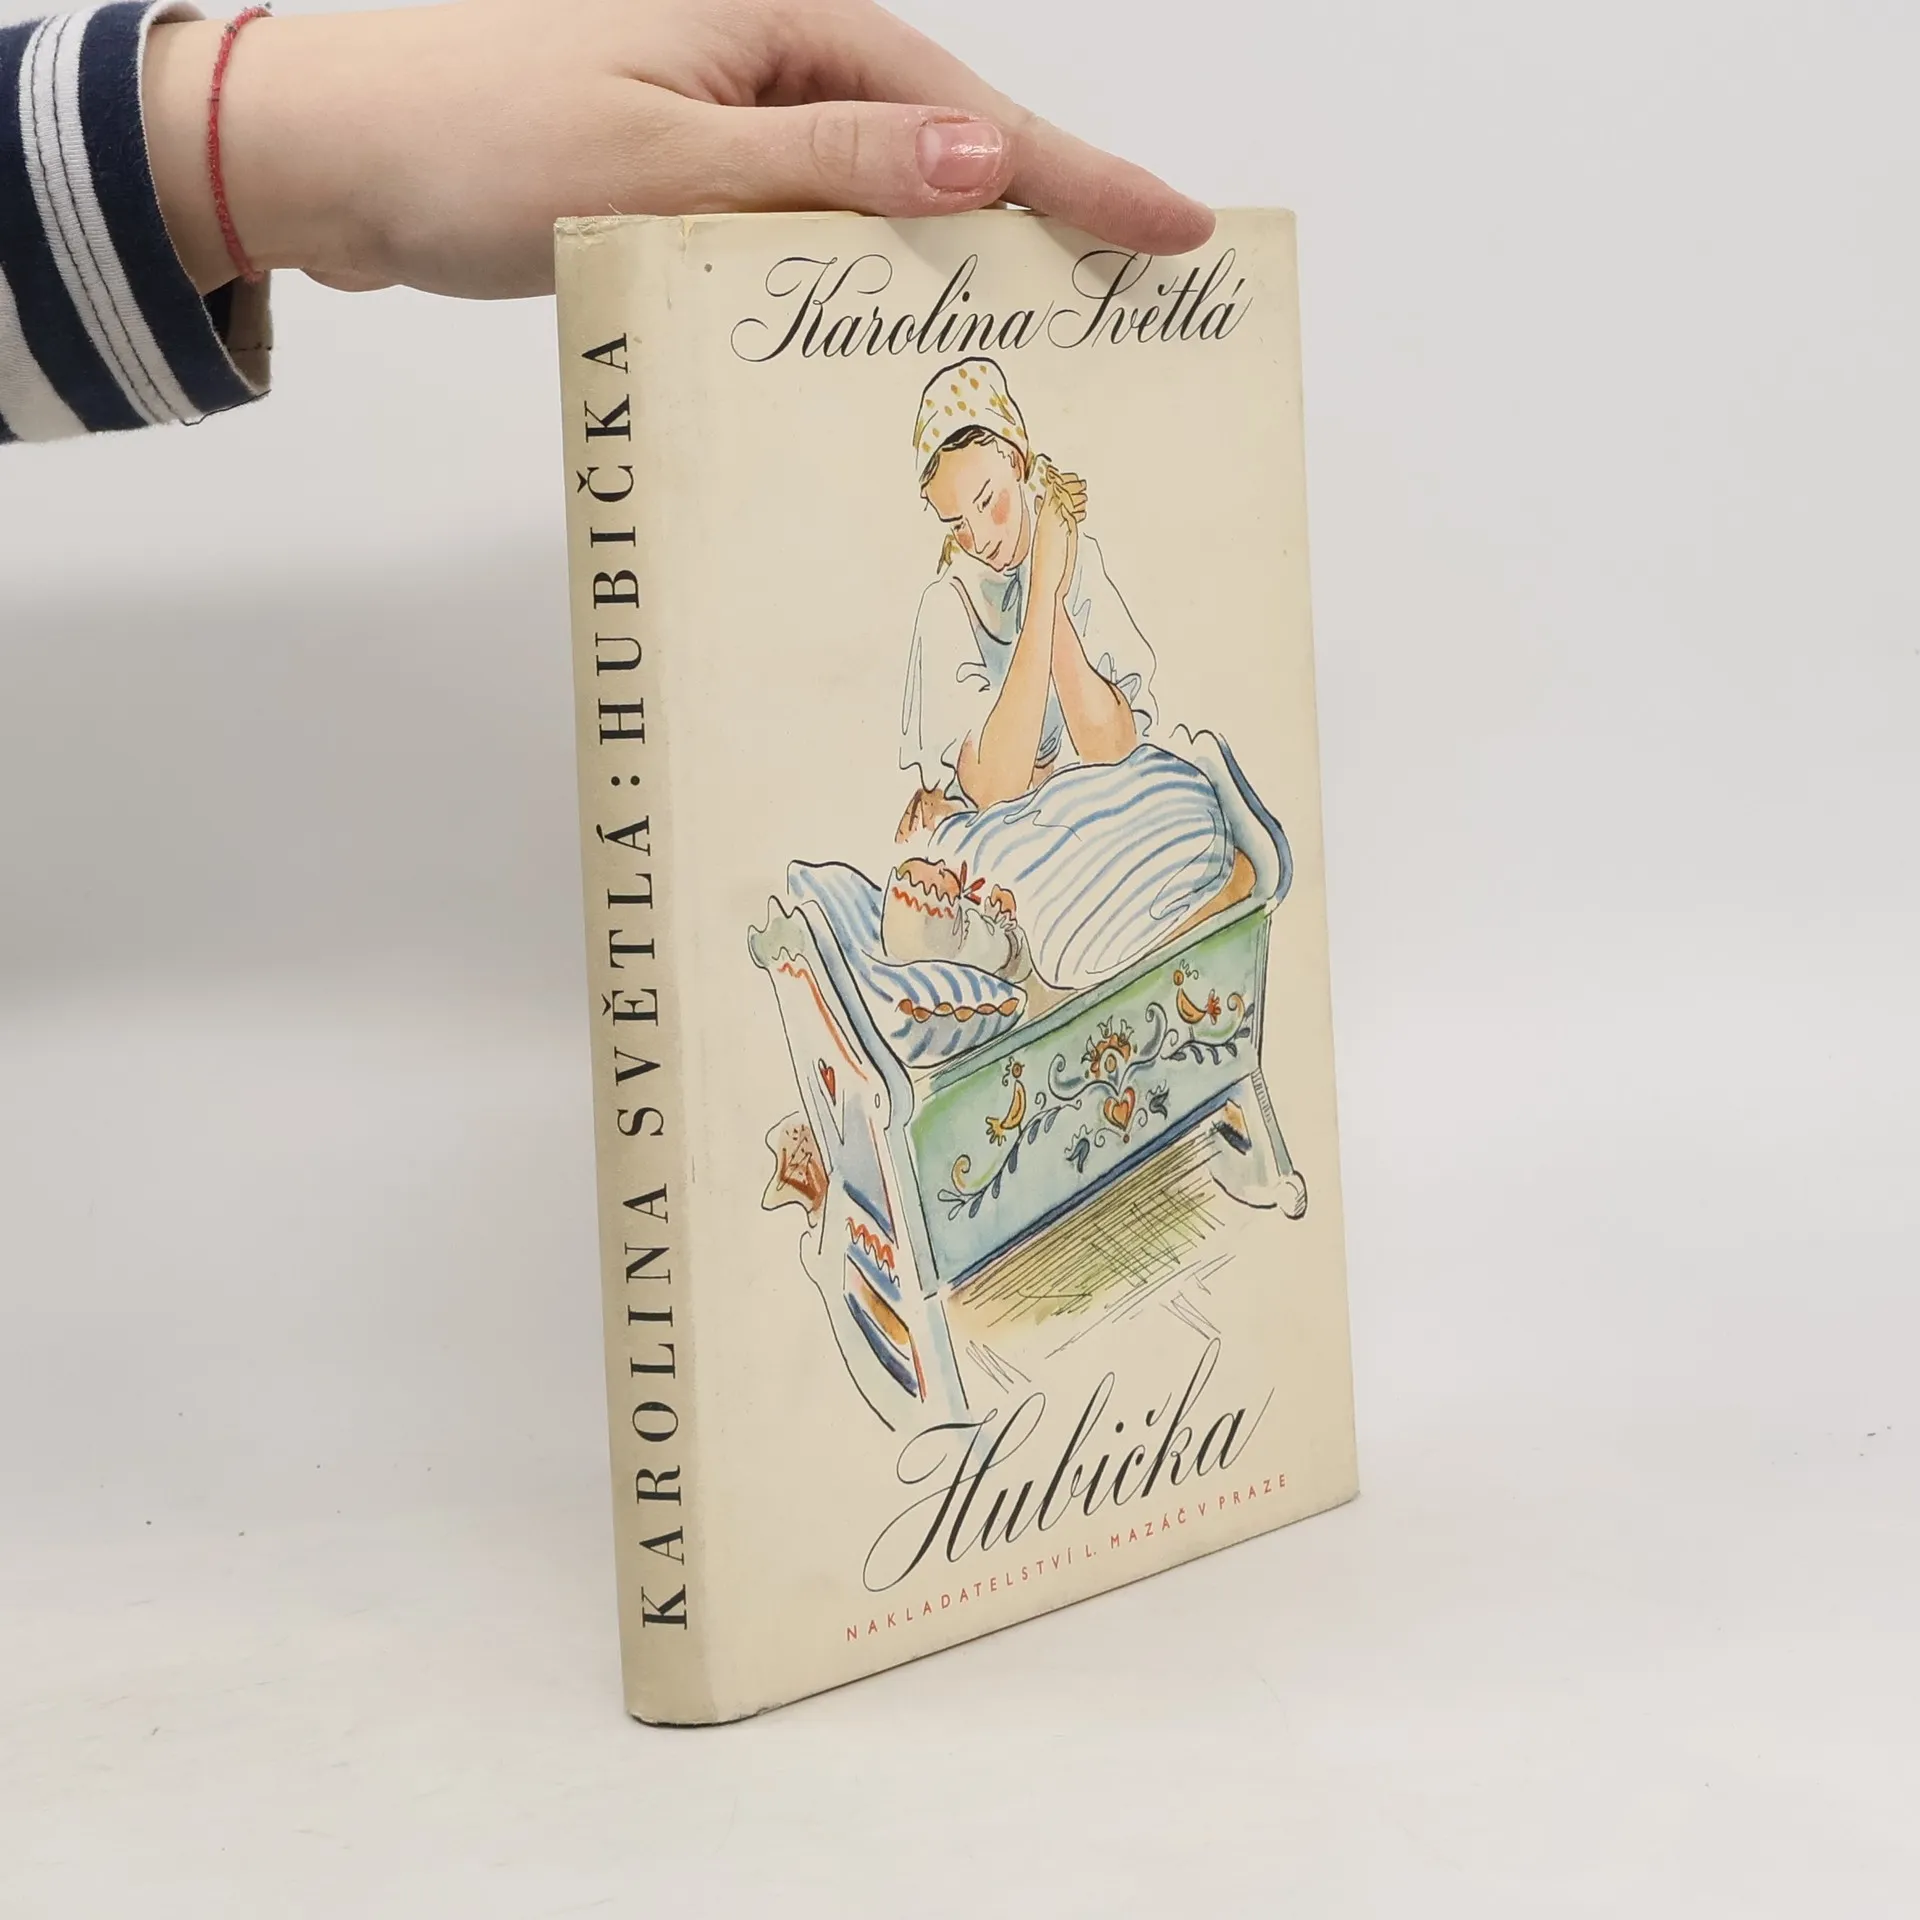 KAROLINA SVĚTLÁ: HUBIČKA
Karolina Světlá
Hubička
NAKLADATELSTVÍ L. MAZÁČ V PRAZE